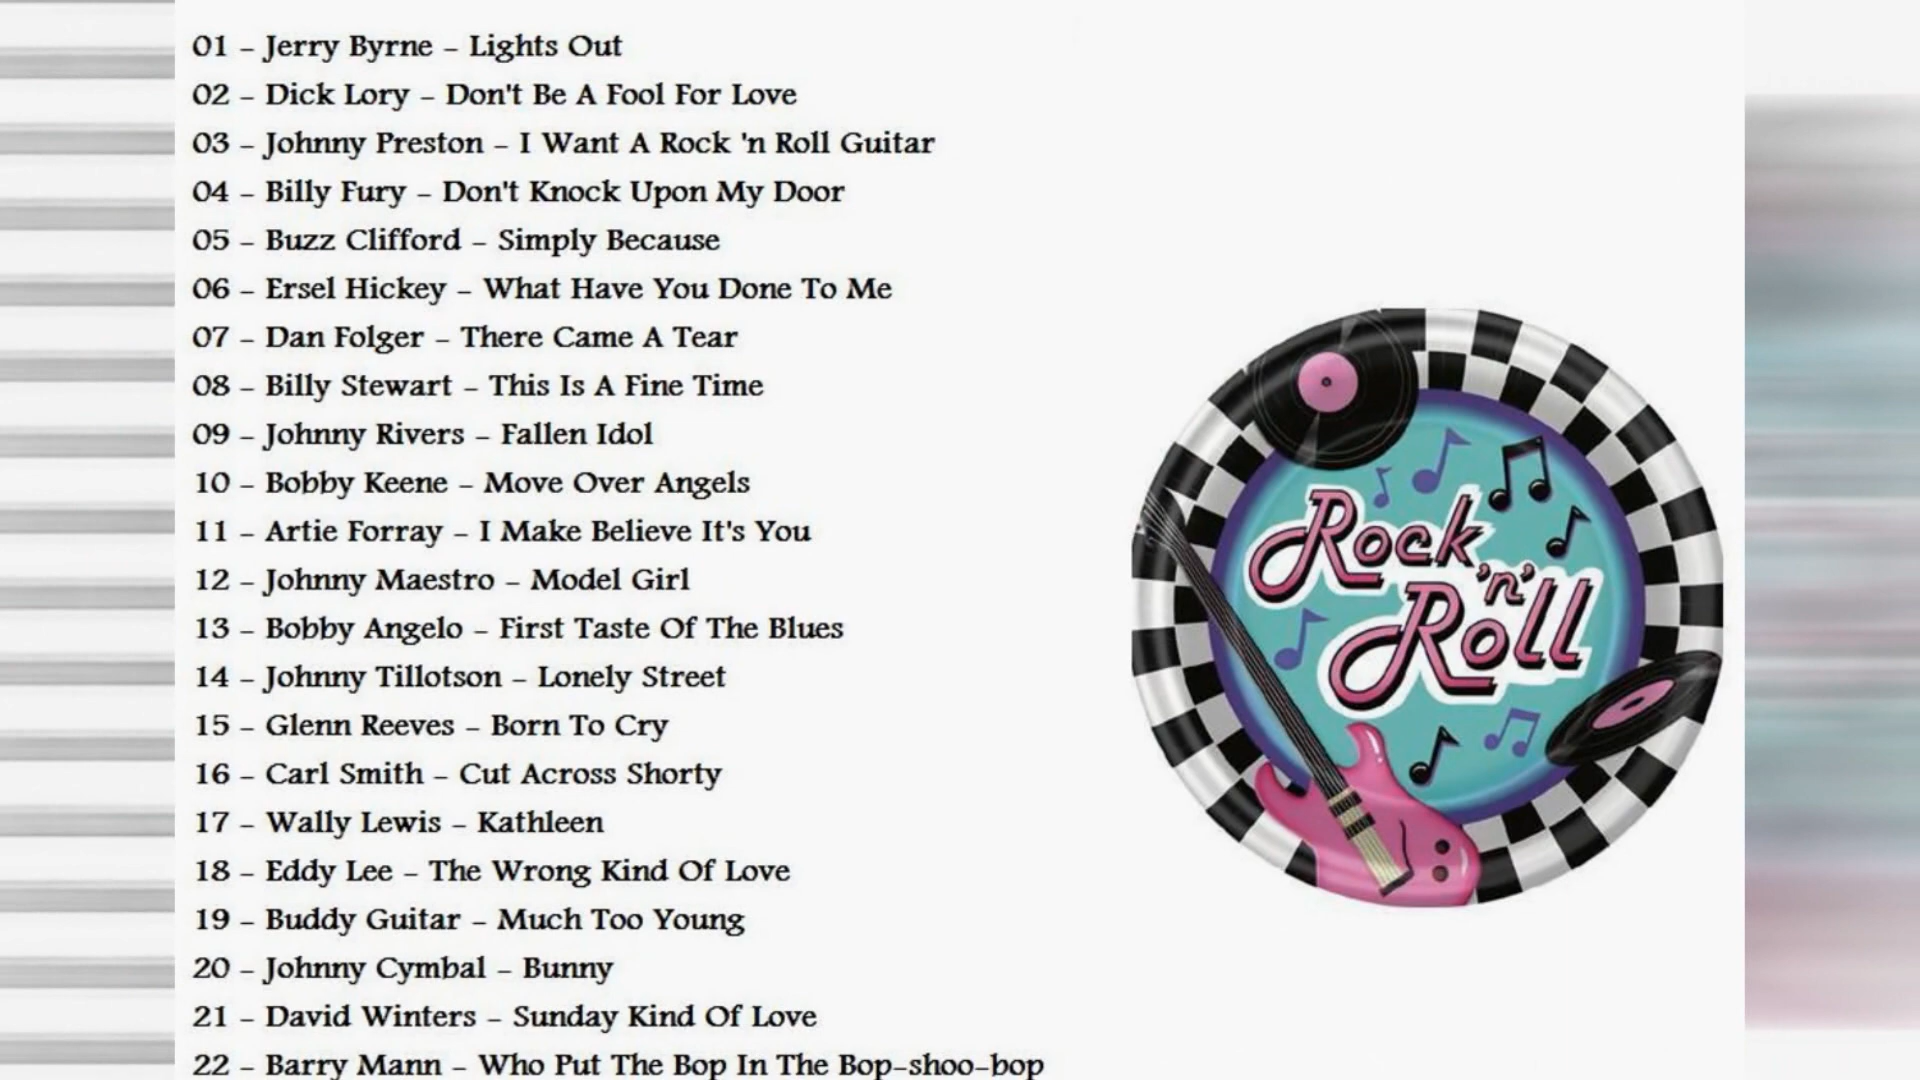 01 – Jerry Byrne – Lights Out
02 – Dick Lory – Don't Be A Fool For Love
03 – Johnny Preston – I Want A Rock 'n Roll Guitar
04 – Billy Fury – Don't Knock Upon My Door
05 – Buzz Clifford – Simply Because
06 – Ersel Hickey – What Have You Done To Me
07 – Dan Folger – There Came A Tear
08 – Billy Stewart – This Is A Fine Time
09 – Johnny Rivers – Fallen Idol
10 – Bobby Keene – Move Over Angels
11 – Artie Forray – I Make Believe It's You
12 – Johnny Maestro – Model Girl
13 – Bobby Angelo – First Taste Of The Blues
14 – Johnny Tillotson – Lonely Street
15 – Glenn Reeves – Born To Cry
16 – Carl Smith – Cut Across Shorty
17 – Wally Lewis – Kathleen
18 – Eddy Lee – The Wrong Kind Of Love
19 – Buddy Guitar – Much Too Young
20 – Johnny Cymbal – Bunny
21 – David Winters – Sunday Kind Of Love
22 – Barry Mann – Who Put The Bop In The Bop-shoo-bop
Rock
'n'
Roll